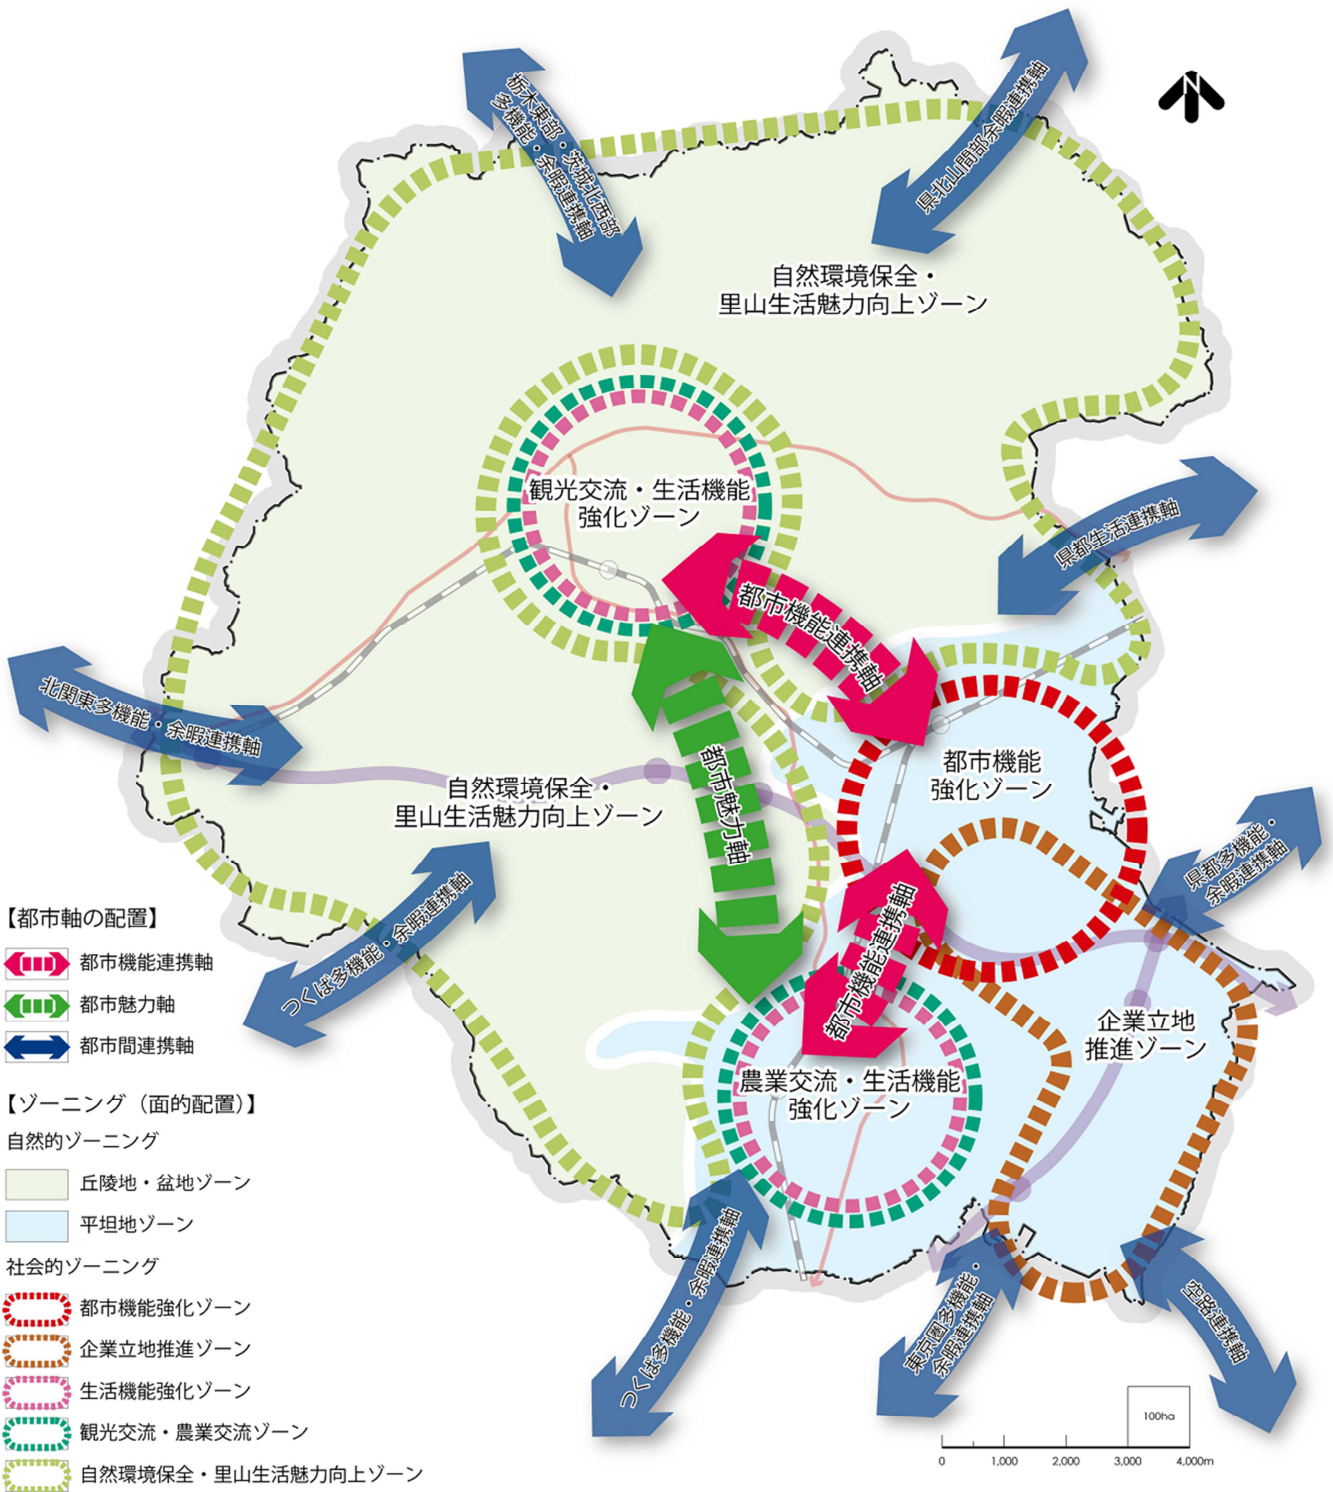 栃木東部・茨城北西部
多機能・余暇連携軸
県北山間部余暇連携軸
N
自然環境保全・
里山生活魅力向上ゾーン
観光交流・生活機能
強化ゾーン
県都生活連携軸
都市機能連携軸
北関東多機能・余暇連携軸
都市機能
強化ゾーン
自然環境保全・
里山生活魅力向上ゾーン
都市魅力軸
県都多機能・
余暇連携軸
つくば多機能・余暇連携軸
都市機能連携軸
企業立地
推進ゾーン
農業交流・生活機能
強化ゾーン
つくば多機能・余暇連携軸
東京圏多機能・
余暇連携軸
空路連携軸
【都市軸の配置】
都市機能連携軸
都市魅力軸
都市間連携軸
【ゾーニング（面的配置）】
自然的ゾーニング
丘陵地・盆地ゾーン
平坦地ゾーン
社会的ゾーニング
都市機能強化ゾーン
企業立地推進ゾーン
生活機能強化ゾーン
観光交流・農業交流ゾーン
自然環境保全・里山生活魅力向上ゾーン
100ha
0 1,000 2,000 3,000 4,000m